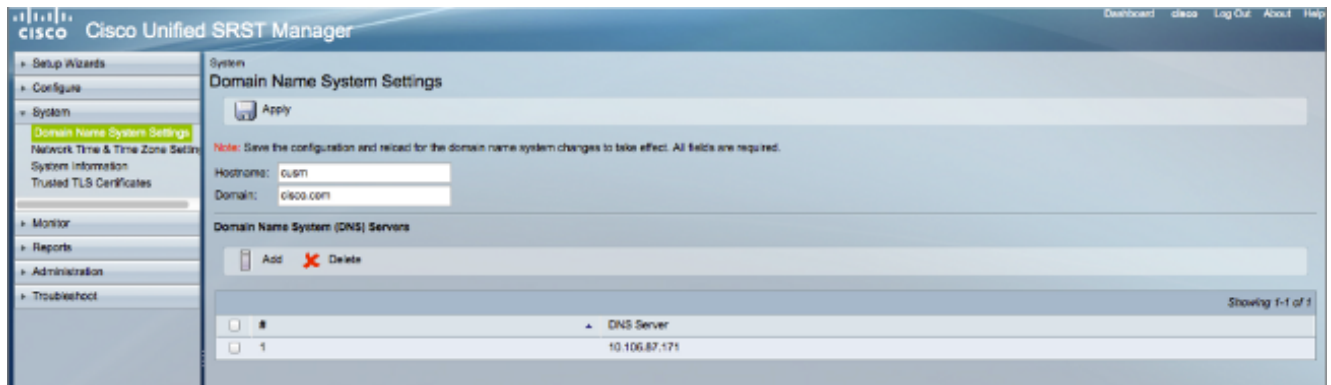 CISCO Cisco Unified SRST Manager
Dashboard cisco Log Out About Help
Setup Wizards
Configure
System
Domain Name System Settings
Network Time & Time Zone Settin
System Information
Trusted TLS Certificates
Monitor
Reports
Administration
Troubleshoot
System
Domain Name System Settings
Apply
Note: Save the configuration and reload for the domain name system changes to take effect. All fields are required.
Hostname: cusm
Domain: cisco.com
Domain Name System (DNS) Servers
Add Delete
Showing 1-1 of 1
# DNS Server
1 10.106.87.171